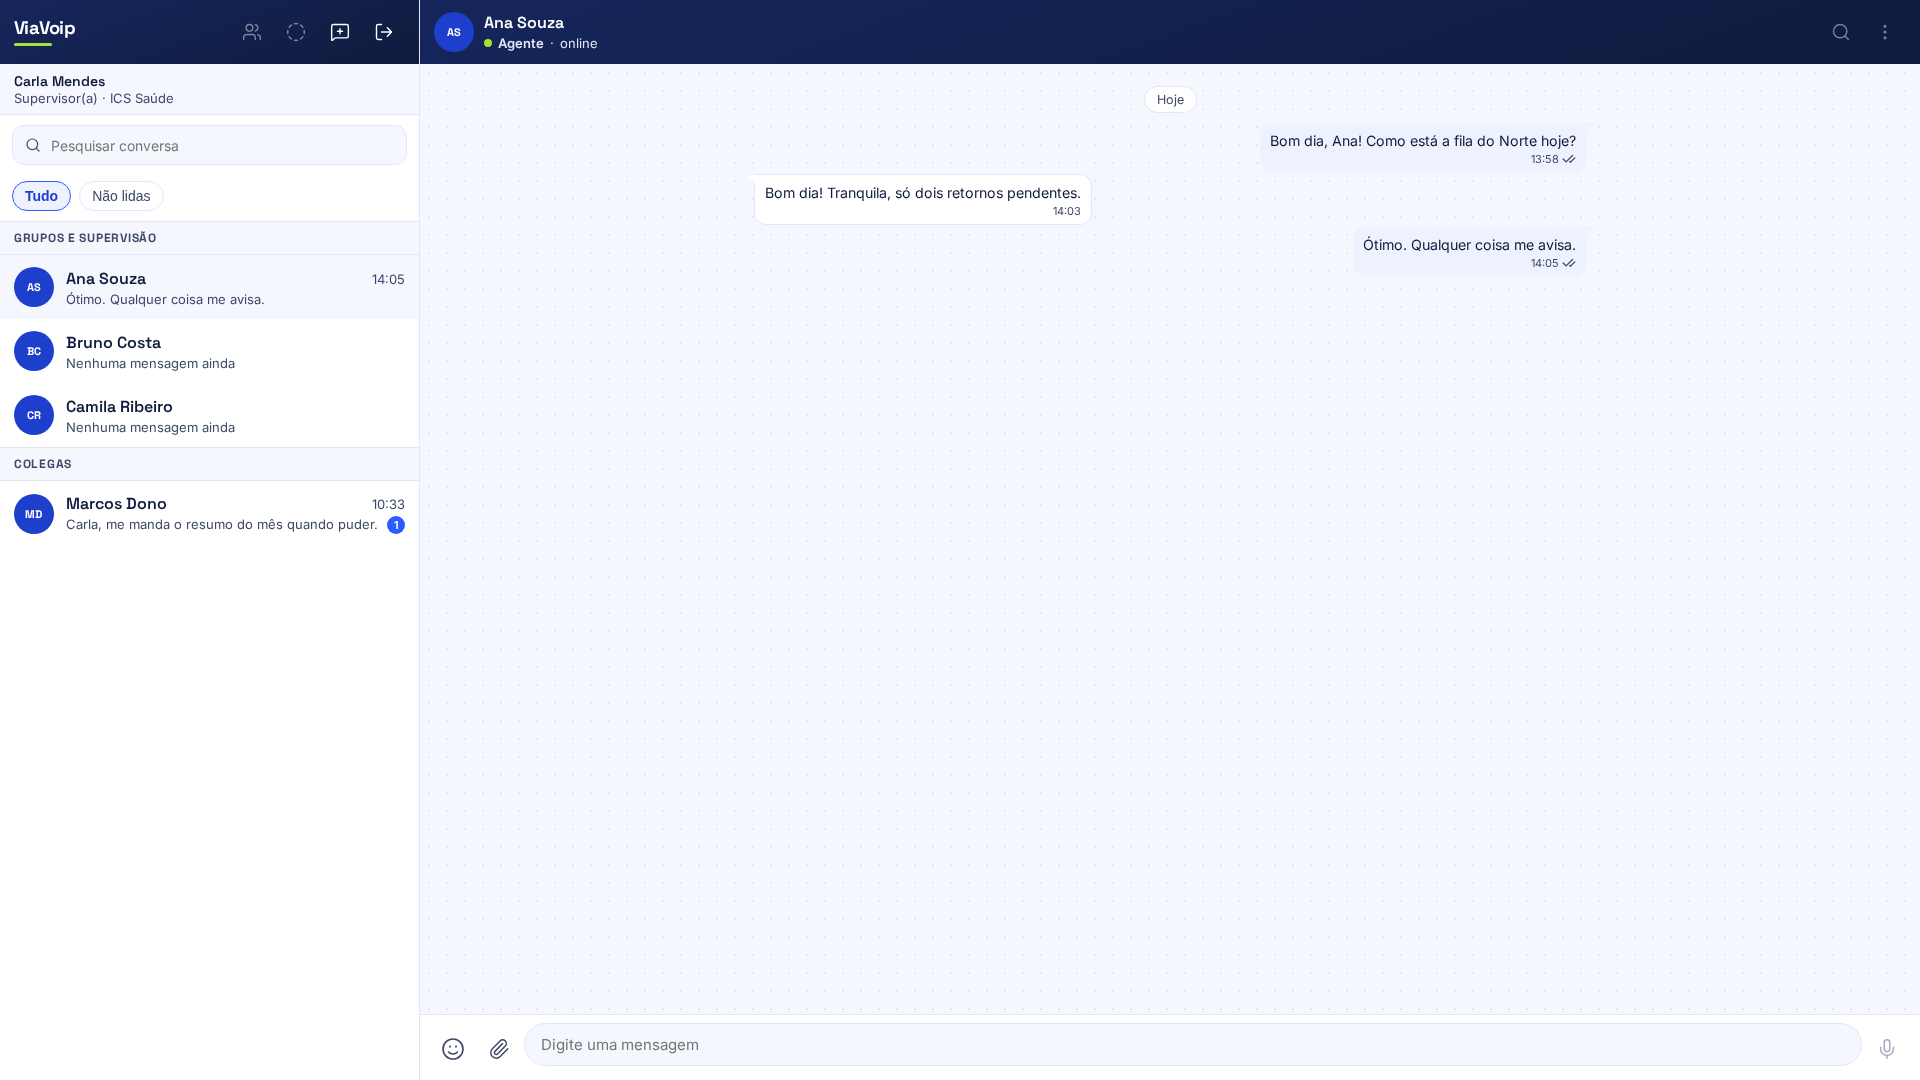 ViaVoip
Carla Mendes
Supervisor(a) · ICS Saúde
Pesquisar conversa
Tudo
Não lidas
GRUPOS E SUPERVISÃO
AS
Ana Souza
14:05
Ótimo. Qualquer coisa me avisa.
BC
Bruno Costa
Nenhuma mensagem ainda
CR
Camila Ribeiro
Nenhuma mensagem ainda
COLEGAS
MD
Marcos Dono
10:33
Carla, me manda o resumo do mês quando puder.
1
AS
Ana Souza
Agente · online
Hoje
Bom dia, Ana! Como está a fila do Norte hoje?
13:58
Bom dia! Tranquila, só dois retornos pendentes.
14:03
Ótimo. Qualquer coisa me avisa.
14:05
Digite uma mensagem